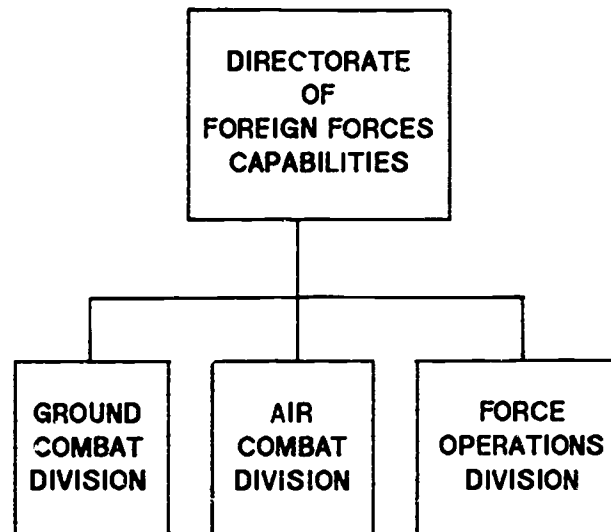 DIRECTORATE
OF
FOREIGN FORCES
CAPABILITIES
GROUND
COMBAT
DIVISION
AIR
COMBAT
DIVISION
FORCE
OPERATIONS
DIVISION